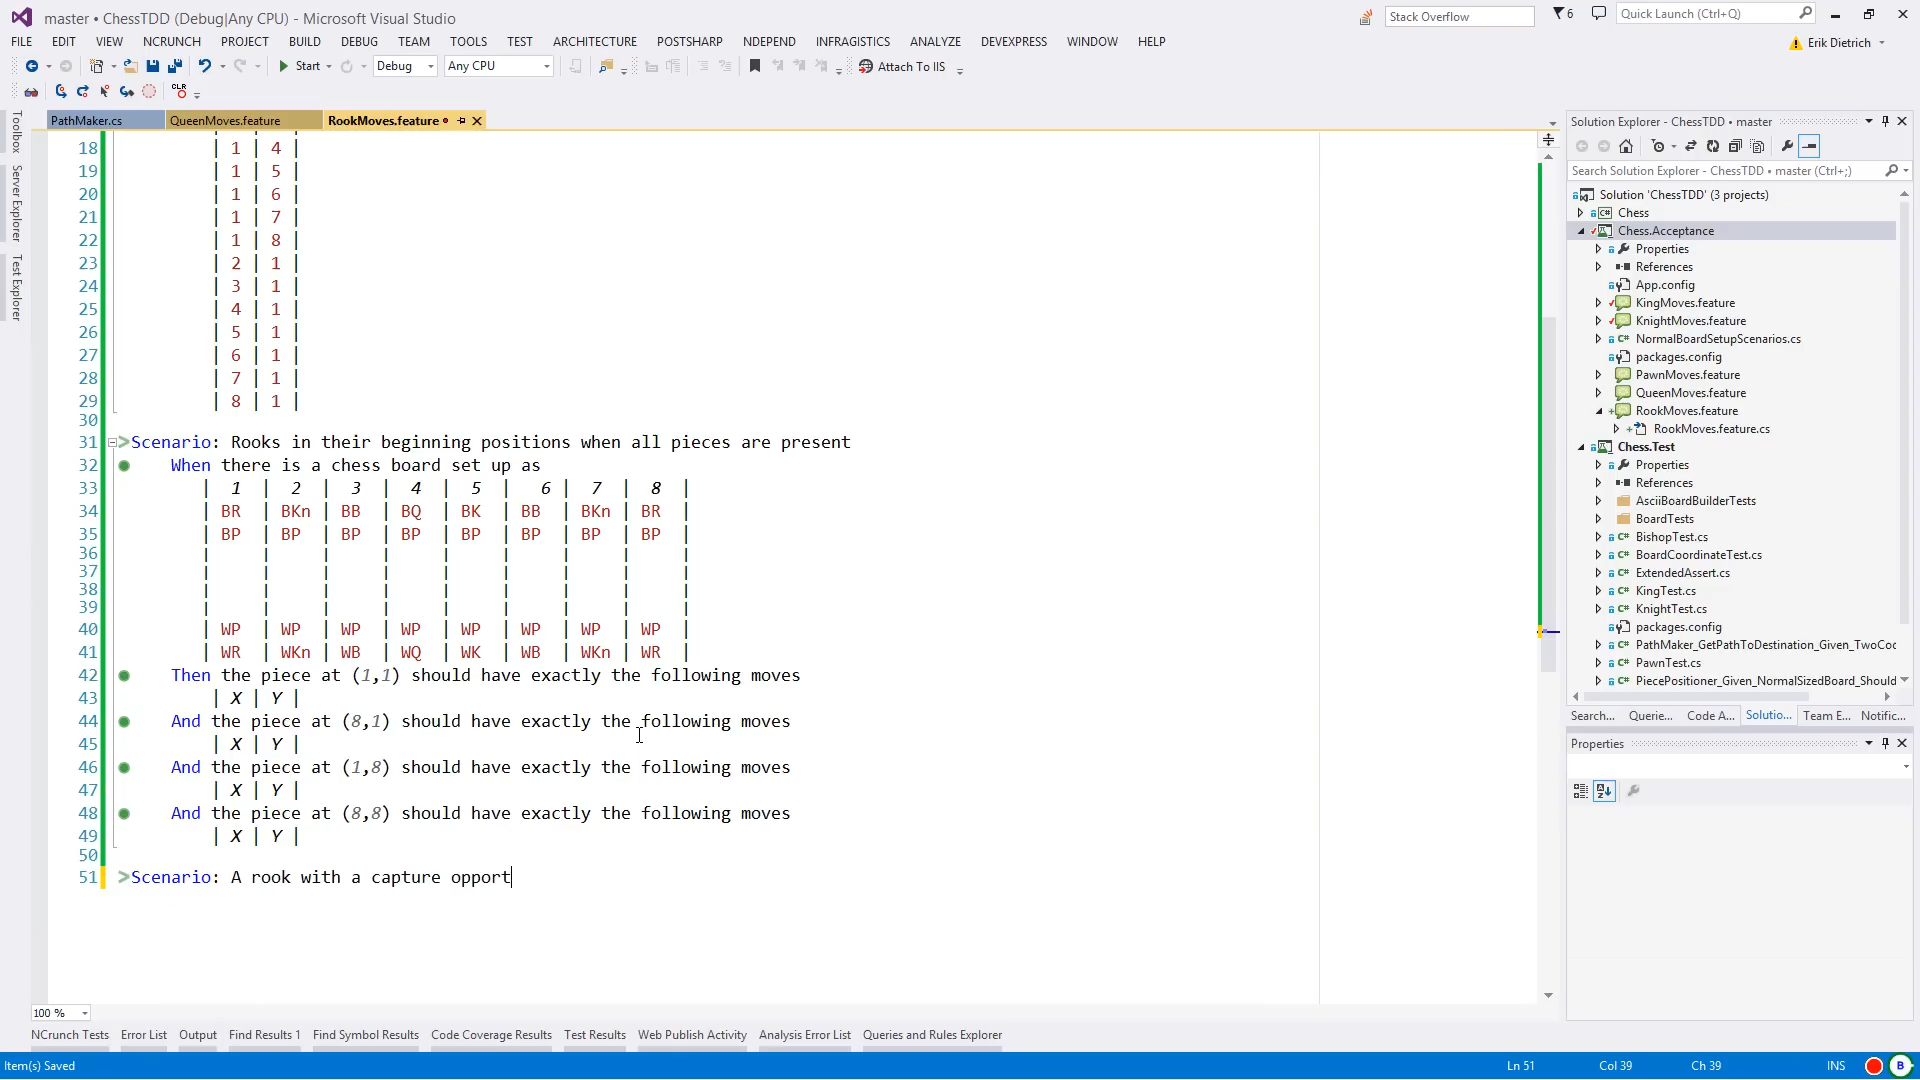 master • ChessTDD (Debug|Any CPU) - Microsoft Visual Studio
6
Stack Overflow
Quick Launch (Ctrl+Q)
FILE EDIT VIEW NCRUNCH PROJECT BUILD DEBUG TEAM TOOLS TEST ARCHITECTURE POSTSHARP NDEPEND INFRAGISTICS ANALYZE DEVEXPRESS WINDOW HELP
Erik Dietrich
Start Debug Any CPU Attach To IIS
CLR
Toolbox
Server Explorer
Test Explorer
PathMaker.cs QueenMoves.feature RookMoves.feature
18 | 1 | 4 |
19 | 1 | 5 |
20 | 1 | 6 |
21 | 1 | 7 |
22 | 1 | 8 |
23 | 2 | 1 |
24 | 3 | 1 |
25 | 4 | 1 |
26 | 5 | 1 |
27 | 6 | 1 |
28 | 7 | 1 |
29 | 8 | 1 |
30
31 Scenario: Rooks in their beginning positions when all pieces are present
32 When there is a chess board set up as
33 | 1 | 2 | 3 | 4 | 5 | 6 | 7 | 8 |
34 | BR | BKn | BB | BQ | BK | BB | BKn | BR |
35 | BP | BP | BP | BP | BP | BP | BP | BP |
36 | | | | | | | | |
37 | | | | | | | | |
38 | | | | | | | | |
39 | | | | | | | | |
40 | WP | WP | WP | WP | WP | WP | WP | WP |
41 | WR | WKn | WB | WQ | WK | WB | WKn | WR |
42 Then the piece at (1,1) should have exactly the following moves
43 | X | Y |
44 And the piece at (8,1) should have exactly the following moves
45 | X | Y |
46 And the piece at (1,8) should have exactly the following moves
47 | X | Y |
48 And the piece at (8,8) should have exactly the following moves
49 | X | Y |
50
51 Scenario: A rook with a capture opport
100 %
Solution Explorer - ChessTDD • master
Search Solution Explorer - ChessTDD • master (Ctrl+;)
Solution 'ChessTDD' (3 projects)
Chess
Chess.Acceptance
Properties
References
App.config
KingMoves.feature
KnightMoves.feature
NormalBoardSetupScenarios.cs
packages.config
PawnMoves.feature
QueenMoves.feature
RookMoves.feature
RookMoves.feature.cs
Chess.Test
Properties
References
AsciiBoardBuilderTests
BoardTests
BishopTest.cs
BoardCoordinateTest.cs
ExtendedAssert.cs
KingTest.cs
KnightTest.cs
packages.config
PathMaker_GetPathToDestination_Given_TwoCoo
PawnTest.cs
PiecePositioner_Given_NormalSizedBoard_Should
Search... Querie... Code A... Solutio... Team E... Notific...
Properties
NCrunch Tests Error List Output Find Results 1 Find Symbol Results Code Coverage Results Test Results Web Publish Activity Analysis Error List Queries and Rules Explorer
Item(s) Saved Ln 51 Col 39 Ch 39 INS B